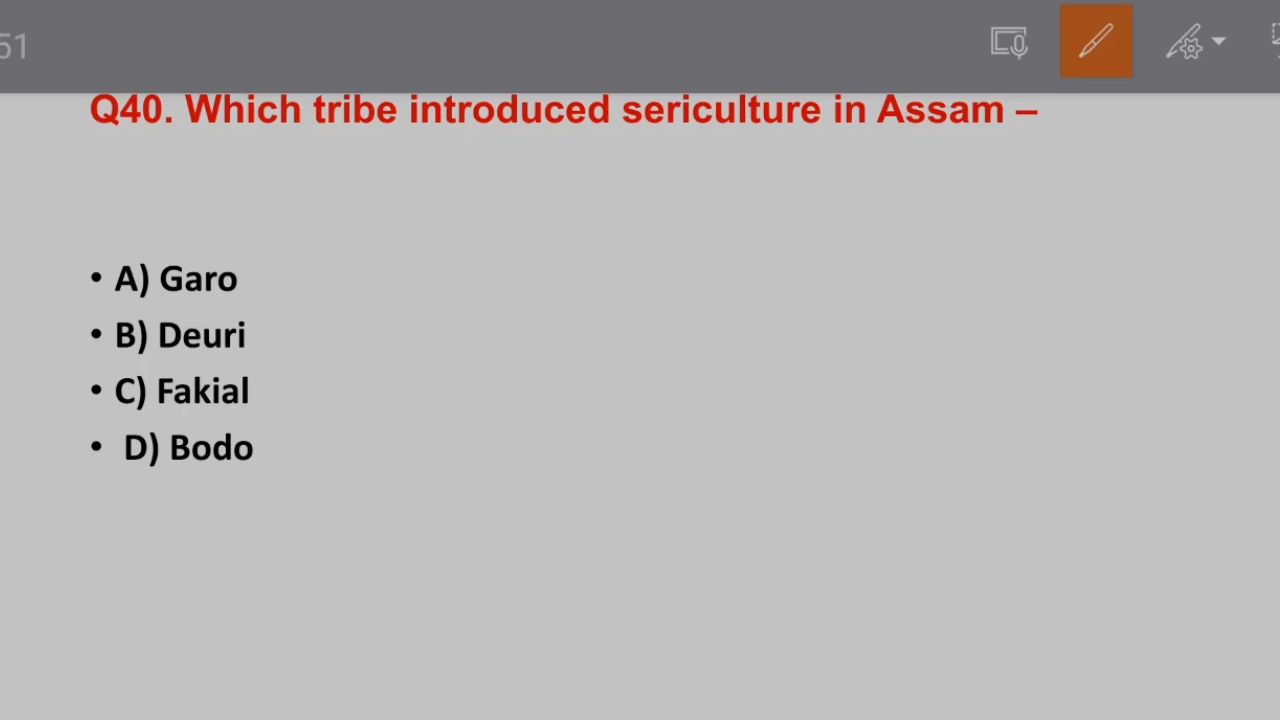 51
Q40. Which tribe introduced sericulture in Assam –
• A) Garo
• B) Deuri
• C) Fakial
• D) Bodo